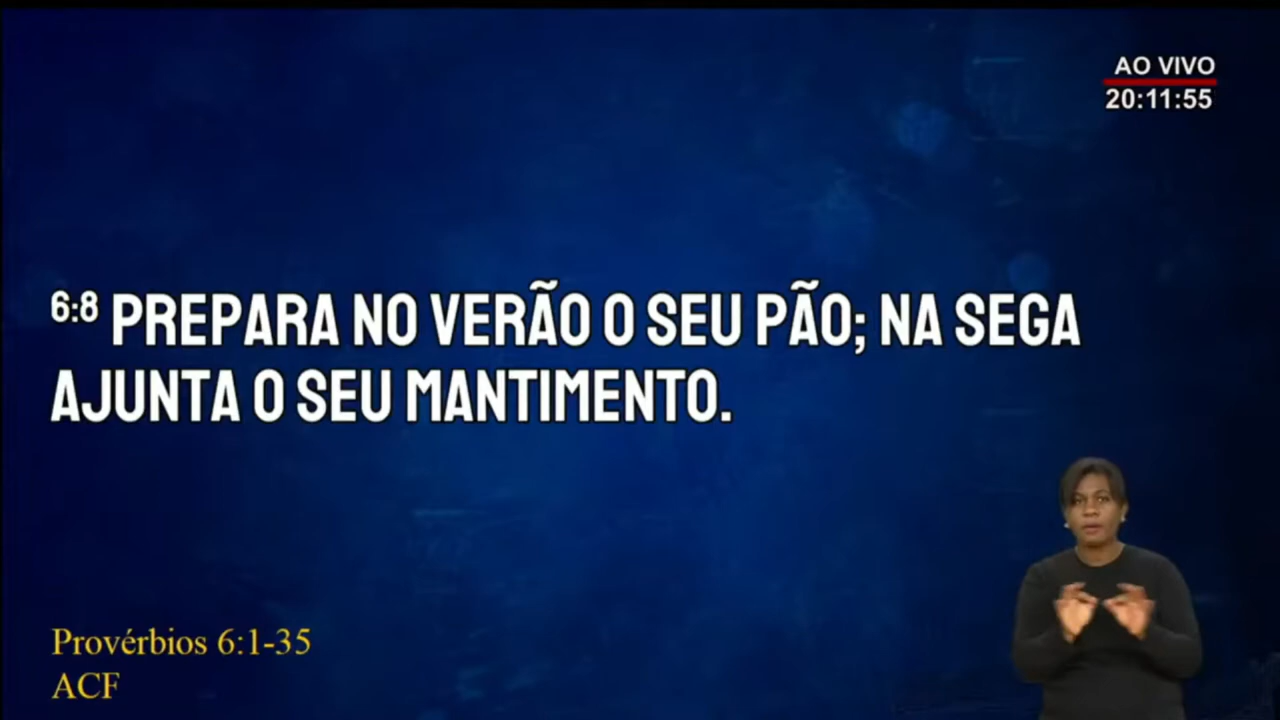 AO VIVO
20:11:55
6:8 PREPARA NO VERÃO O SEU PÃO; NA SEGA
AJUNTA O SEU MANTIMENTO.
Provérbios 6:1-35
ACF